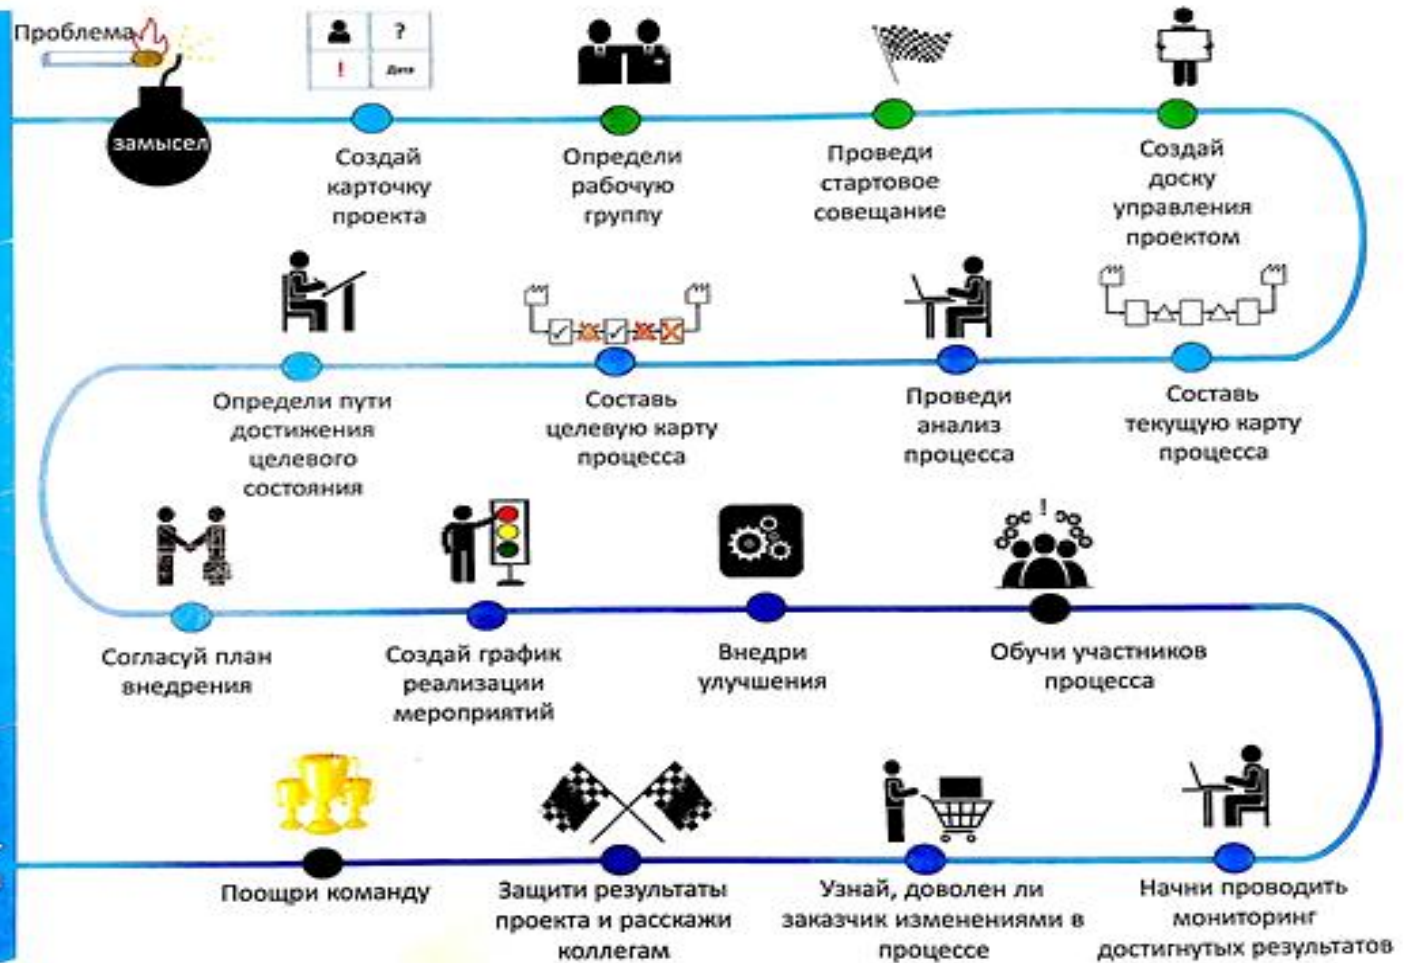 Проблема
замысел
?
!
Дата
Создай
карточку
проекта
Определи
рабочую
группу
Проведи
стартовое
совещание
Создай
доску
управления
проектом
Составь
текущую карту
процесса
Проведи
анализ
процесса
Составь
целевую карту
процесса
Определи пути
достижения
целевого
состояния
Согласуй план
внедрения
Создай график
реализации
мероприятий
Внедри
улучшения
!
Обучи участников
процесса
Начни проводить
мониторинг
достигнутых результатов
Узнай, доволен ли
заказчик изменениями в
процессе
Защити результаты
проекта и расскажи
коллегам
Поощри команду